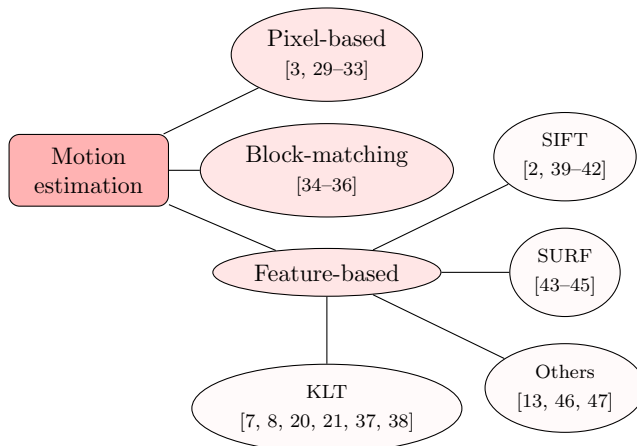 Pixel-based
[3, 29–33]
Motion
estimation
Block-matching
[34–36]
SIFT
[2, 39–42]
Feature-based
SURF
[43–45]
KLT
[7, 8, 20, 21, 37, 38]
Others
[13, 46, 47]